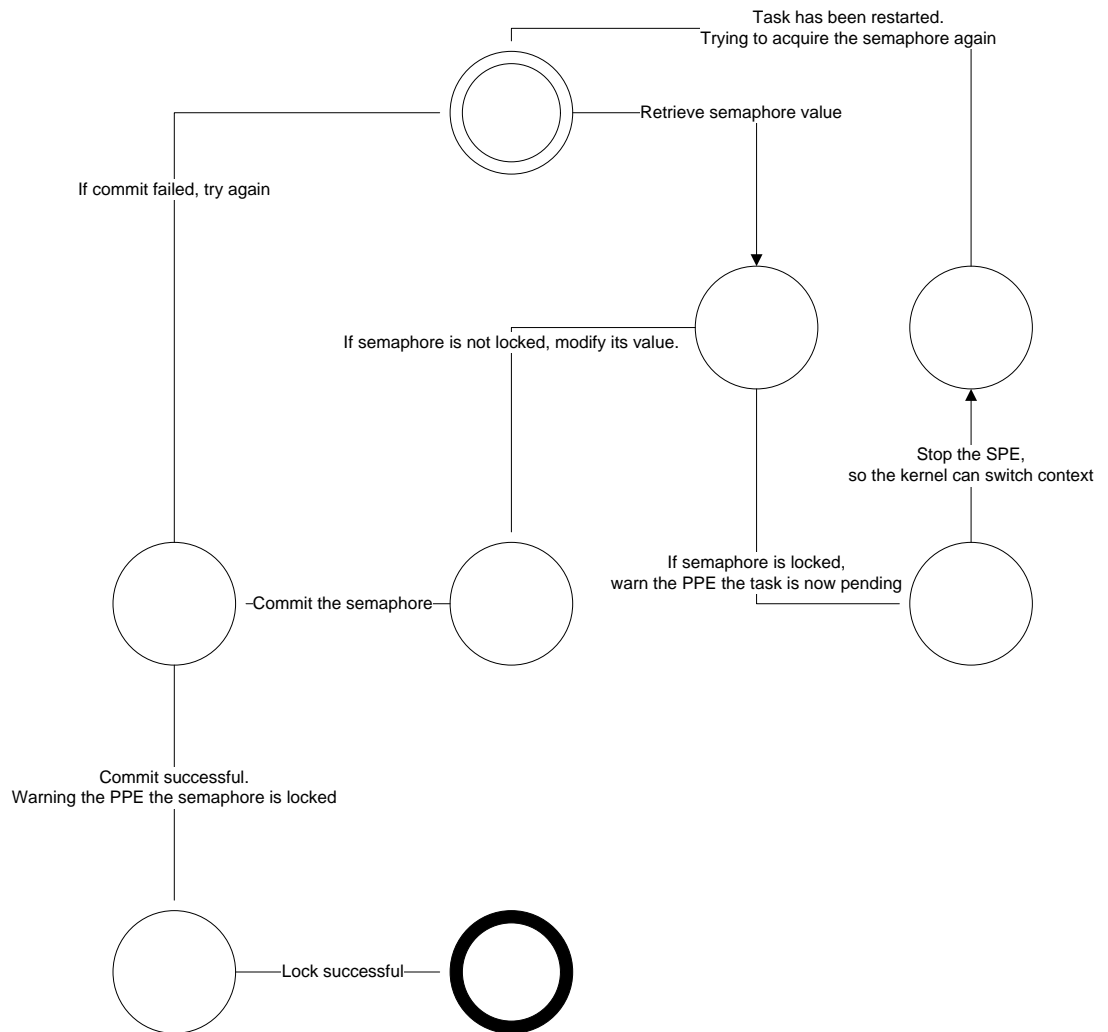 Task has been restarted.
Trying to acquire the semaphore again
Retrieve semaphore value
If commit failed, try again
If semaphore is not locked, modify its value.
Stop the SPE,
so the kernel can switch context
If semaphore is locked,
warn the PPE the task is now pending
Commit the semaphore
Commit successful.
Warning the PPE the semaphore is locked
Lock successful